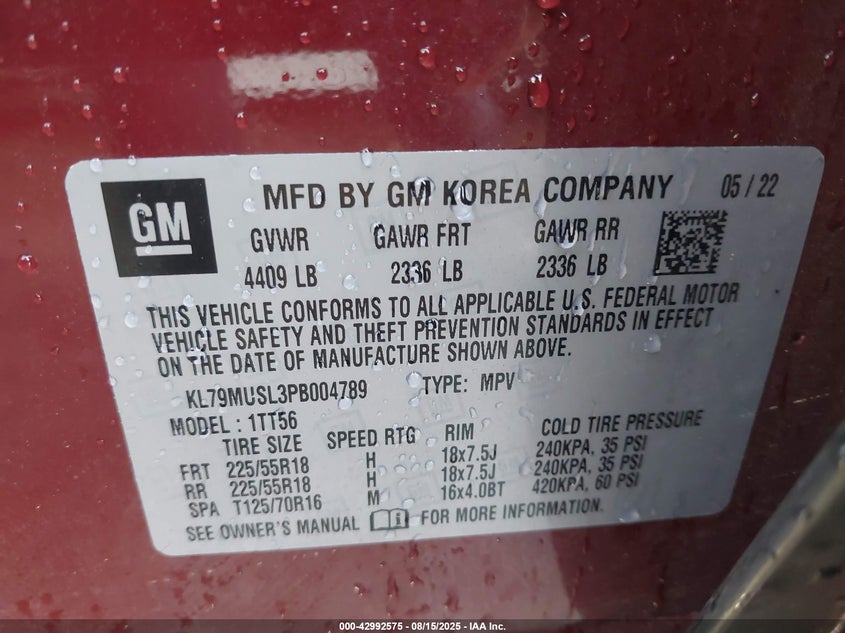 GM
MFD BY GM KOREA COMPANY 05 / 22
GVWR GAWR FRT GAWR RR
4409 LB 2336 LB 2336 LB
THIS VEHICLE CONFORMS TO ALL APPLICABLE U.S. FEDERAL MOTOR
VEHICLE SAFETY AND THEFT PREVENTION STANDARDS IN EFFECT
ON THE DATE OF MANUFACTURE SHOWN ABOVE.
KL79MUSL3PB004789 TYPE: MPV
MODEL : 1TT56
TIRE SIZE SPEED RTG RIM COLD TIRE PRESSURE
FRT 225/55R18 H 18x7.5J 240KPA, 35 PSI
RR 225/55R18 H 18x7.5J 240KPA, 35 PSI
SPA T125/70R16 M 16x4.0BT 420KPA, 60 PSI
SEE OWNER'S MANUAL FOR MORE INFORMATION.
000-42992575 - 08/15/2025 - IAA Inc.